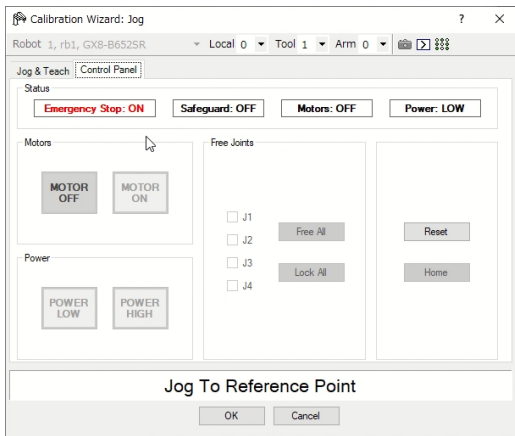 Calibration Wizard: Jog
Robot 1, rb1, GX8-B652SR Local 0 Tool 1 Arm 0
Jog & Teach Control Panel
Status
Emergency Stop: ON Safeguard: OFF Motors: OFF Power: LOW
Motors
MOTOR OFF
MOTOR ON
Power
POWER LOW
POWER HIGH
Free Joints
J1
J2
J3
J4
Free All
Lock All
Reset
Home
Jog To Reference Point
OK Cancel